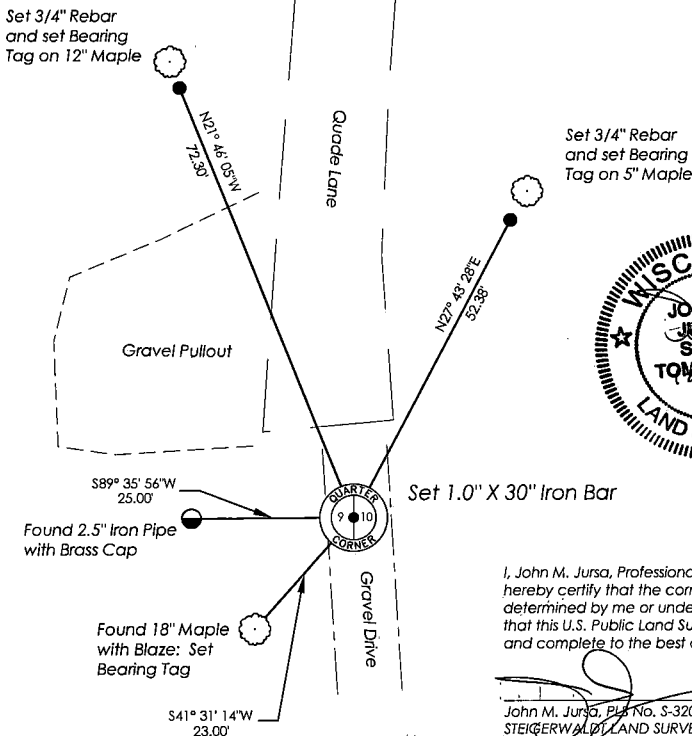 Set 3/4" Rebar
and set Bearing
Tag on 12" Maple
N21° 46' 05"W
72.30'
Quade Lane
Set 3/4" Rebar
and set Bearing
Tag on 5" Maple
N27° 43' 28"E
52.38'
Gravel Pullout
LAND
S89° 35' 56"W
25.00'
QUARTER
9 10
CORNER
Set 1.0" X 30" Iron Bar
Found 2.5" Iron Pipe
with Brass Cap
Gravel Drive
Found 18" Maple
with Blaze: Set
Bearing Tag
S41° 31' 14"W
23.00'
I, John M. Jursa, Professiona
hereby certify that the corn
determined by me or unde
that this U.S. Public Land Su
and complete to the best
John M. Jursa, PLS No. S-320
STEIGERWALDT LAND SURVE